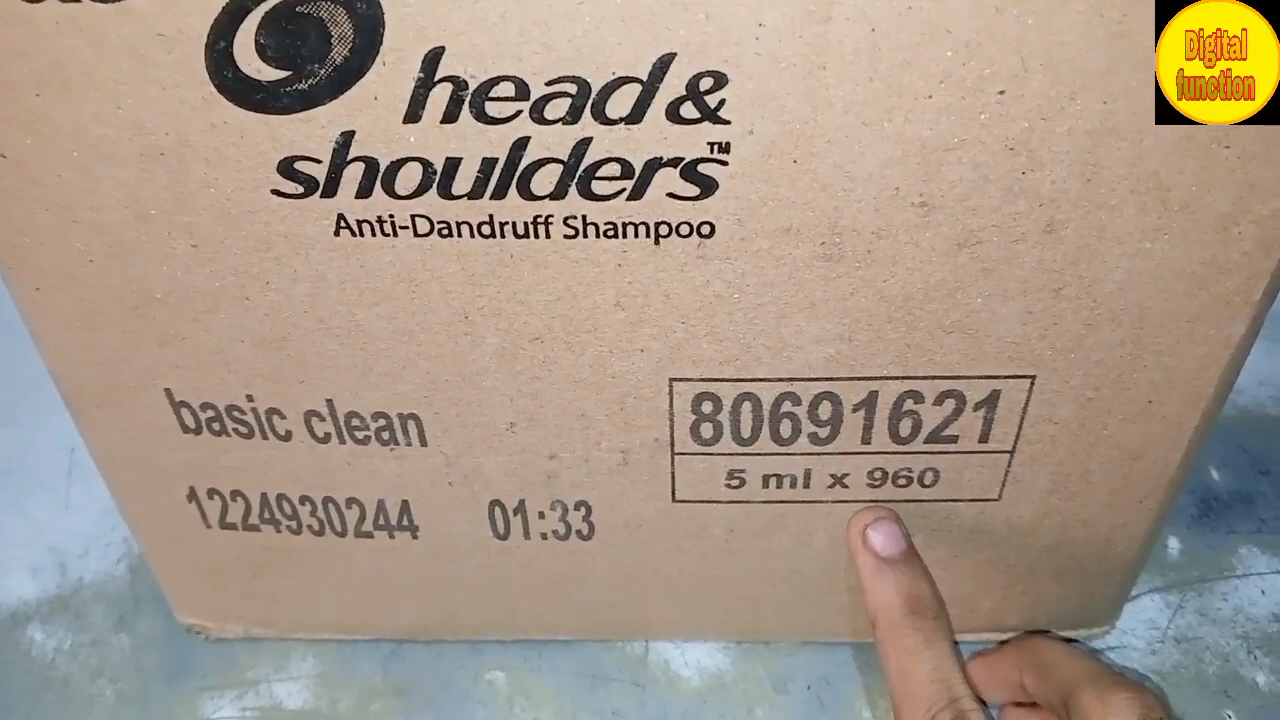 head &
shoulders™
Anti-Dandruff Shampoo
basic clean
80691621
5 ml x 960
1224930244 01:33
Digital
function